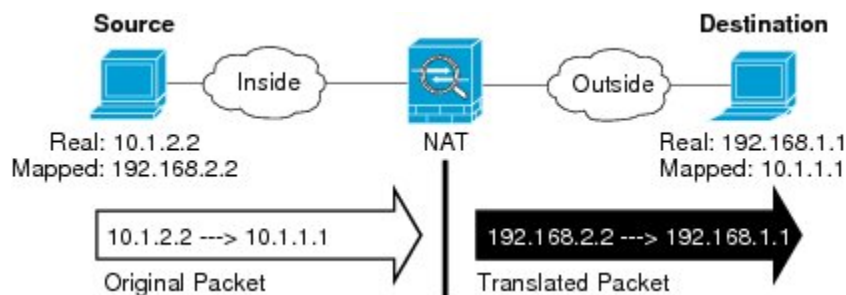 Source
Destination
Inside
Outside
NAT
Real: 10.1.2.2
Mapped: 192.168.2.2
Real: 192.168.1.1
Mapped: 10.1.1.1
10.1.2.2 ---> 10.1.1.1
192.168.2.2 ---> 192.168.1.1
Original Packet
Translated Packet